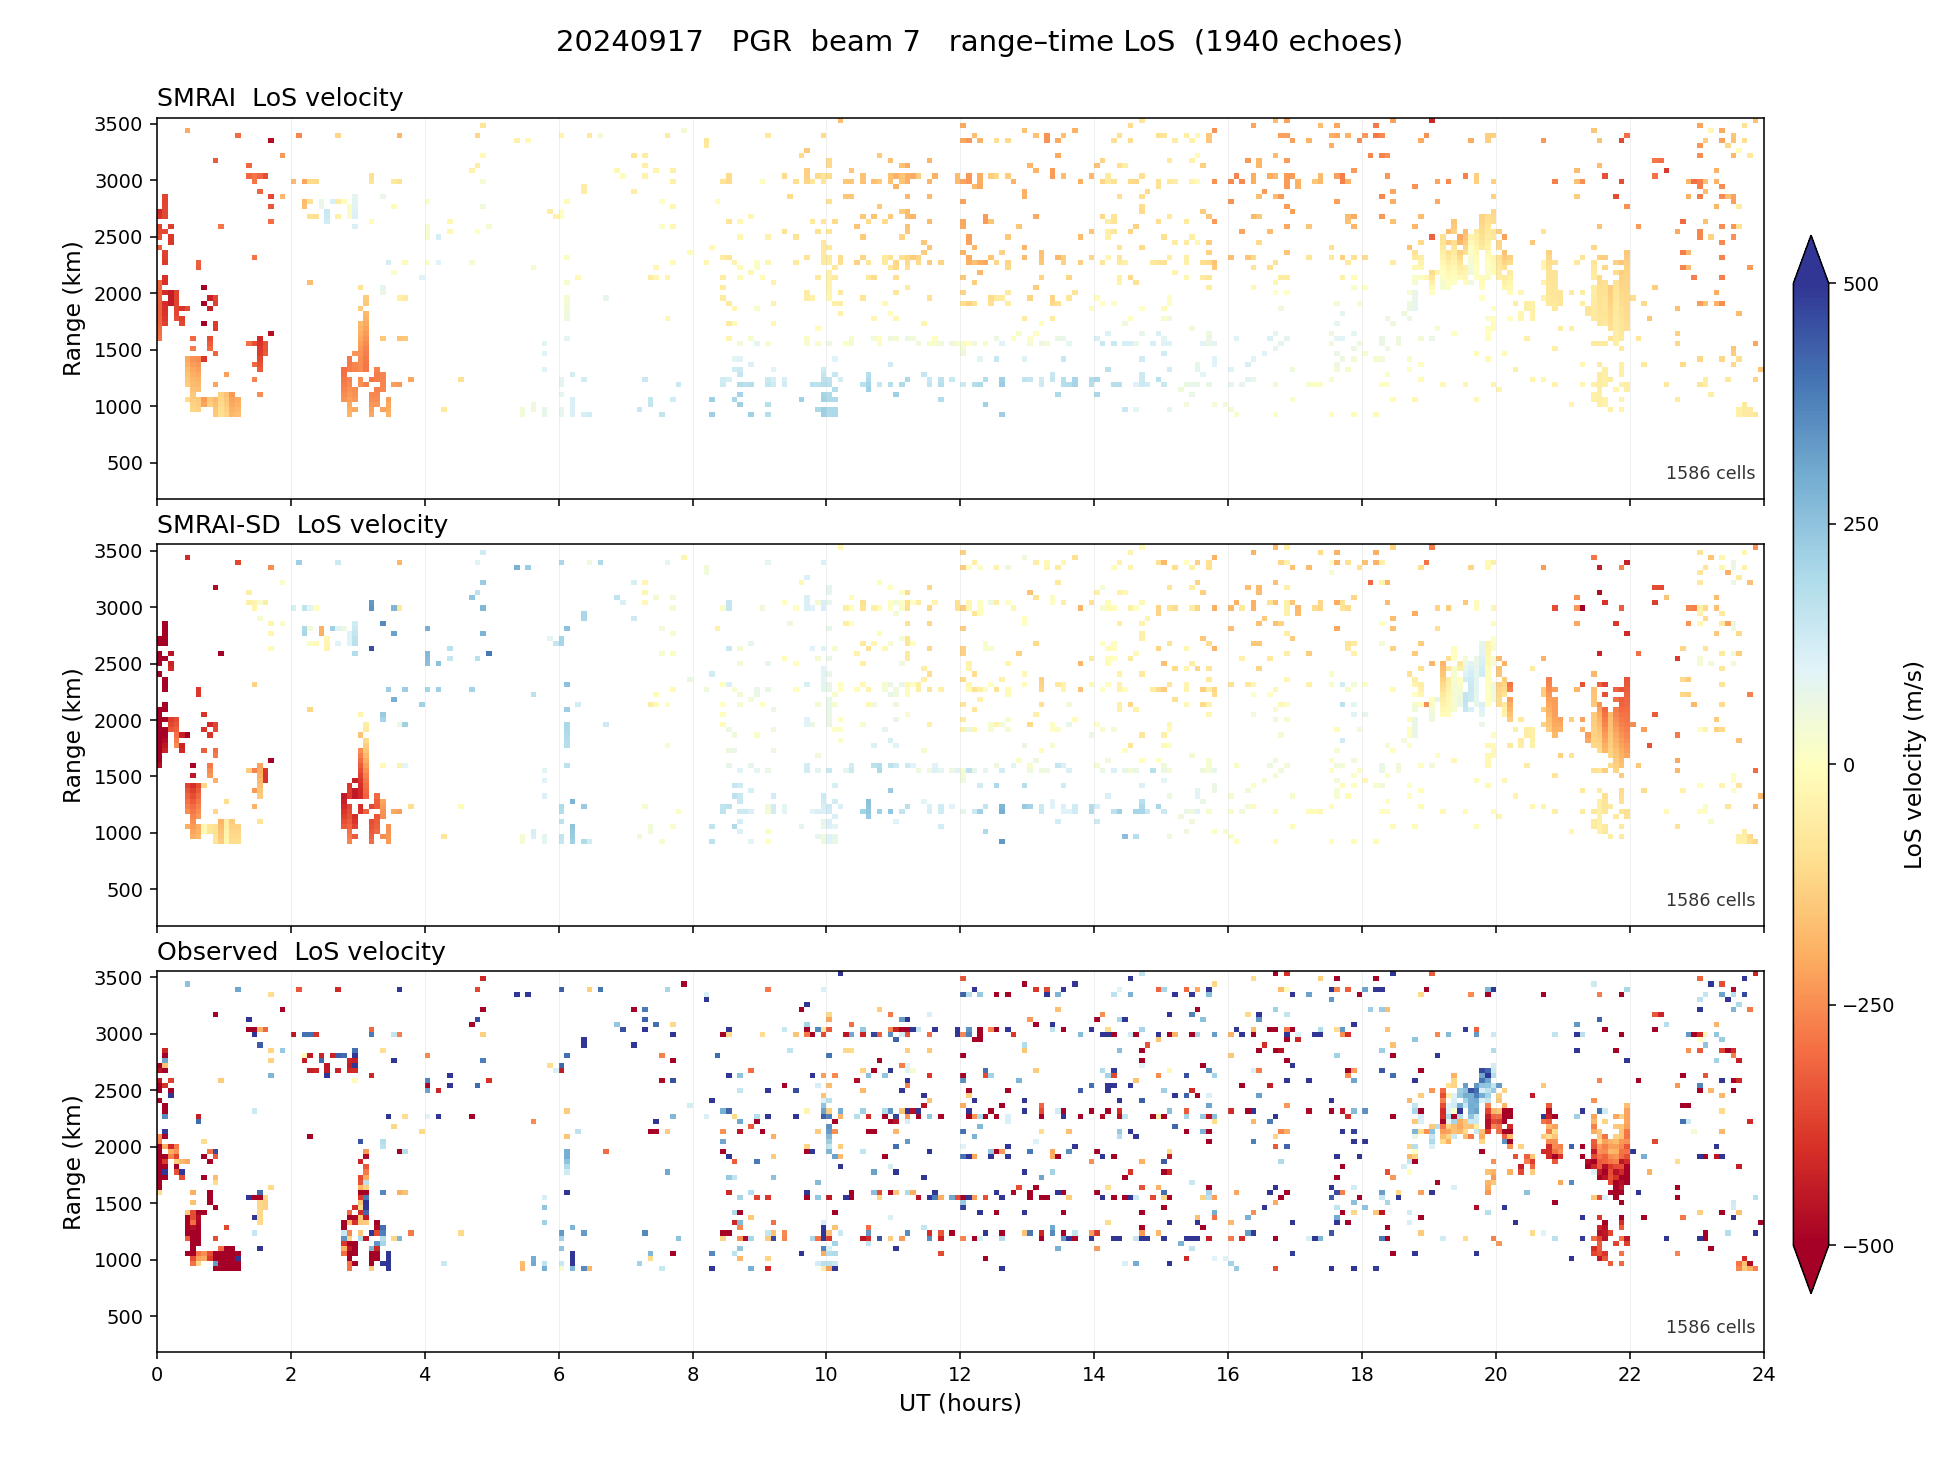 20240917   PGR  beam 7   range–time LoS  (1940 echoes)
SMRAI  LoS velocity
3500
3000
2500
2000
1500
1000
500
Range (km)
1586 cells
SMRAI-SD  LoS velocity
3500
3000
2500
2000
1500
1000
500
Range (km)
1586 cells
Observed  LoS velocity
3500
3000
2500
2000
1500
1000
500
Range (km)
1586 cells
0 2 4 6 8 10 12 14 16 18 20 22 24
UT (hours)
500
250
0
−250
−500
LoS velocity (m/s)